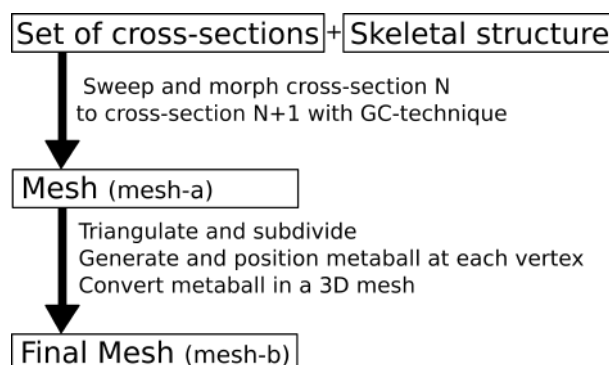 Set of cross-sections + Skeletal structure
Sweep and morph cross-section N
to cross-section N+1 with GC-technique
Mesh (mesh-a)
Triangulate and subdivide
Generate and position metaball at each vertex
Convert metaball in a 3D mesh
Final Mesh (mesh-b)